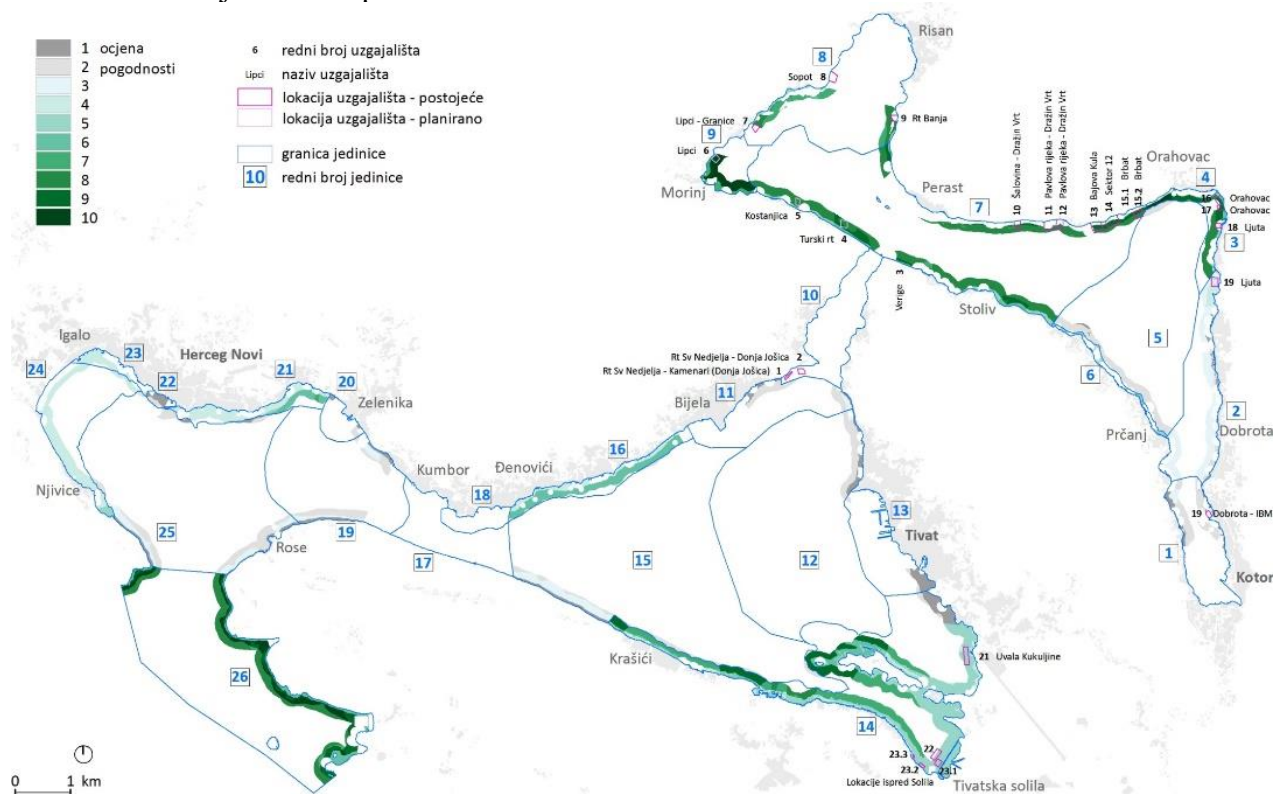 1 ocjena
2 pogodnosti
3
4
5
6
7
8
9
10
6 redni broj uzgajališta
Lipci naziv uzgajališta
lokacija uzgajališta - postojeće
lokacija uzgajališta - planirano
granica jedinice
10 redni broj jedinice
0 1 km
Risan
8
Sopot 8
Lipci - Granice 7
9
Lipci 6
Morinj
9 Rt Banja
Kostanjica
5
Turski rt 4
Perast
7
10 Šalovina - Dražin Vrt
11 Pavlova rijeka - Dražin Vrt
12 Pavlova rijeka - Dražin Vrt
13 Bajova Kula
14 Sektor 12
15.1 Brbat
15.2 Brbat
Orahovac
4
16 Orahovac
17 Orahovac
18 Ljuta
3
19 Ljuta
Verige 3
10
Stoliv
5
6
Prčanj
2
Dobrota
19 Dobrota - IBM
1
Kotor
Rt Sv Nedjelja - Donja Jošica 2
Rt Sv Nedjelja - Kamenari (Donja Jošica) 1
11
Bijela
Igalo
24
23
Herceg Novi
22
21
20
Zelenika
16
Kumbor
Đenovići
18
Njivice
25
19
Rose
17
15
12
13
Tivat
Krašići
26
21 Uvala Kukuljine
14
22
23.3
23.2
23.1
Lokacije ispred Solila
Tivatska solila